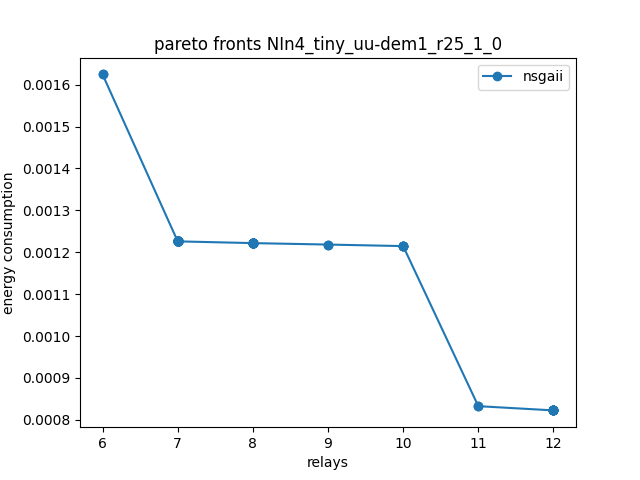 pareto fronts NIn4_tiny_uu-dem1_r25_1_0
nsgaii
energy consumption
0.0016
0.0015
0.0014
0.0013
0.0012
0.0011
0.0010
0.0009
0.0008
6 7 8 9 10 11 12
relays